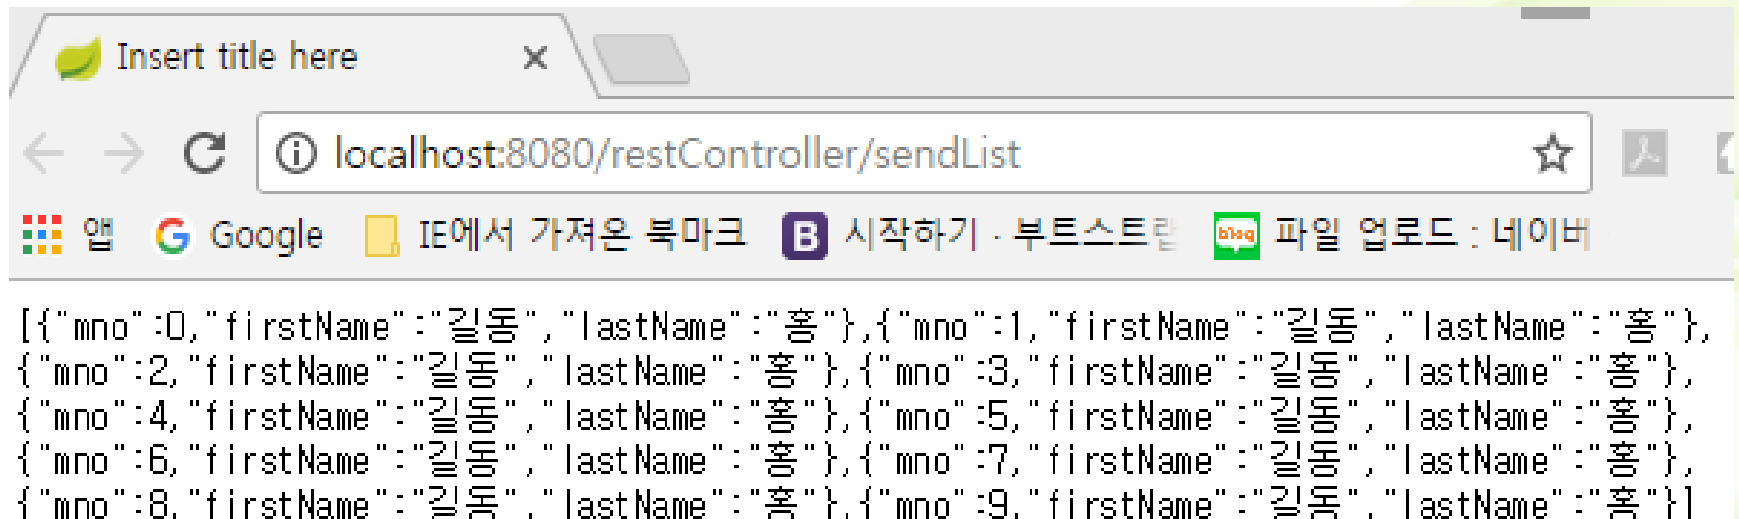 Insert title here
localhost:8080/restController/sendList
앱 Google IE에서 가져온 북마크 B 시작하기 · 부트스트랩 blog 파일 업로드 : 네이버
[{"mno":0,"firstName":"길동","lastName":"홍"},{"mno":1,"firstName":"길동","lastName":"홍"},
{"mno":2,"firstName":"길동","lastName":"홍"},{"mno":3,"firstName":"길동","lastName":"홍"},
{"mno":4,"firstName":"길동","lastName":"홍"},{"mno":5,"firstName":"길동","lastName":"홍"},
{"mno":6,"firstName":"길동","lastName":"홍"},{"mno":7,"firstName":"길동","lastName":"홍"},
{"mno":8,"firstName":"길동","lastName":"홍"},{"mno":9,"firstName":"길동","lastName":"홍"}]